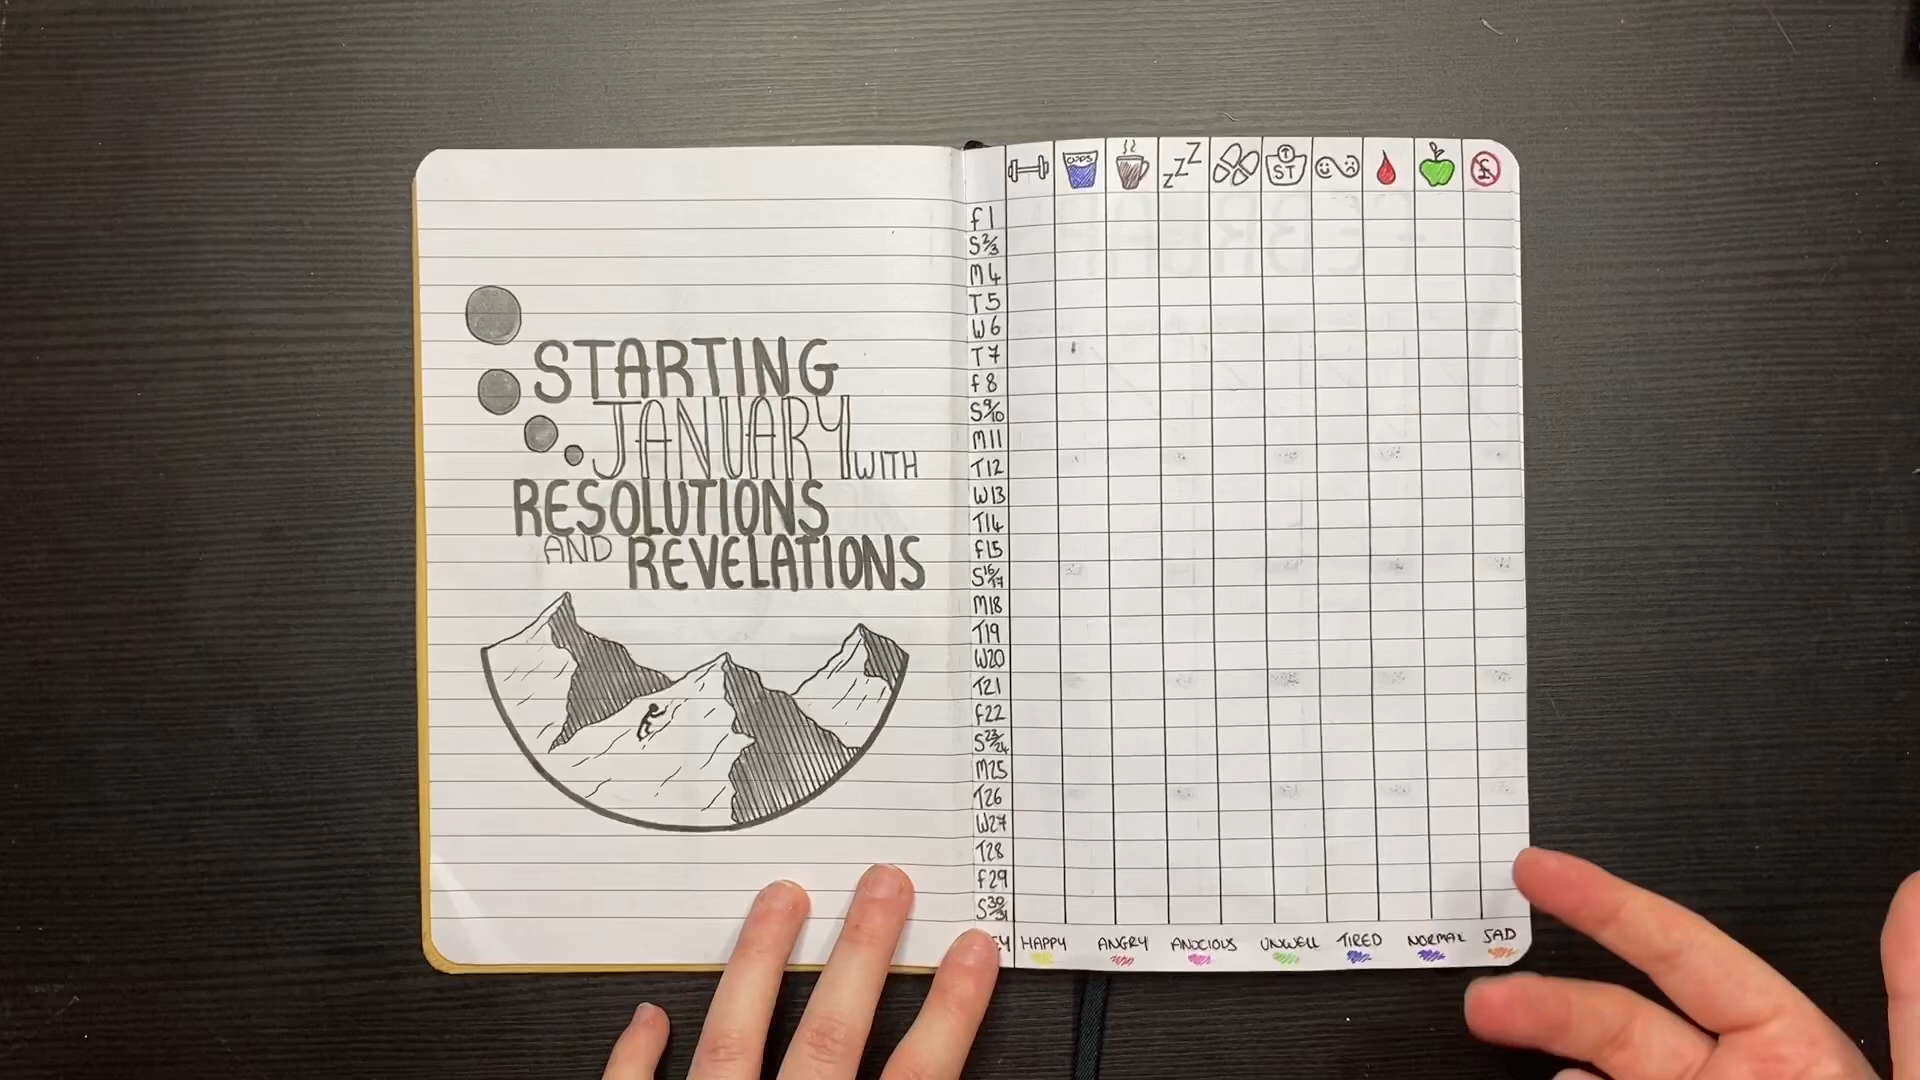 STARTING
JANUARY WITH
RESOLUTIONS
AND REVELATIONS
OOPS
zZZ
ST
f1
S2/3
M4
T5
W6
T7
f8
S9/10
M11
T12
W13
T14
f15
S16/17
M18
T19
W20
T21
f22
S23/24
M25
T26
W27
T28
f29
S30/31
HAPPY ANGRY ANXIOUS UNWELL TIRED NORMAL SAD